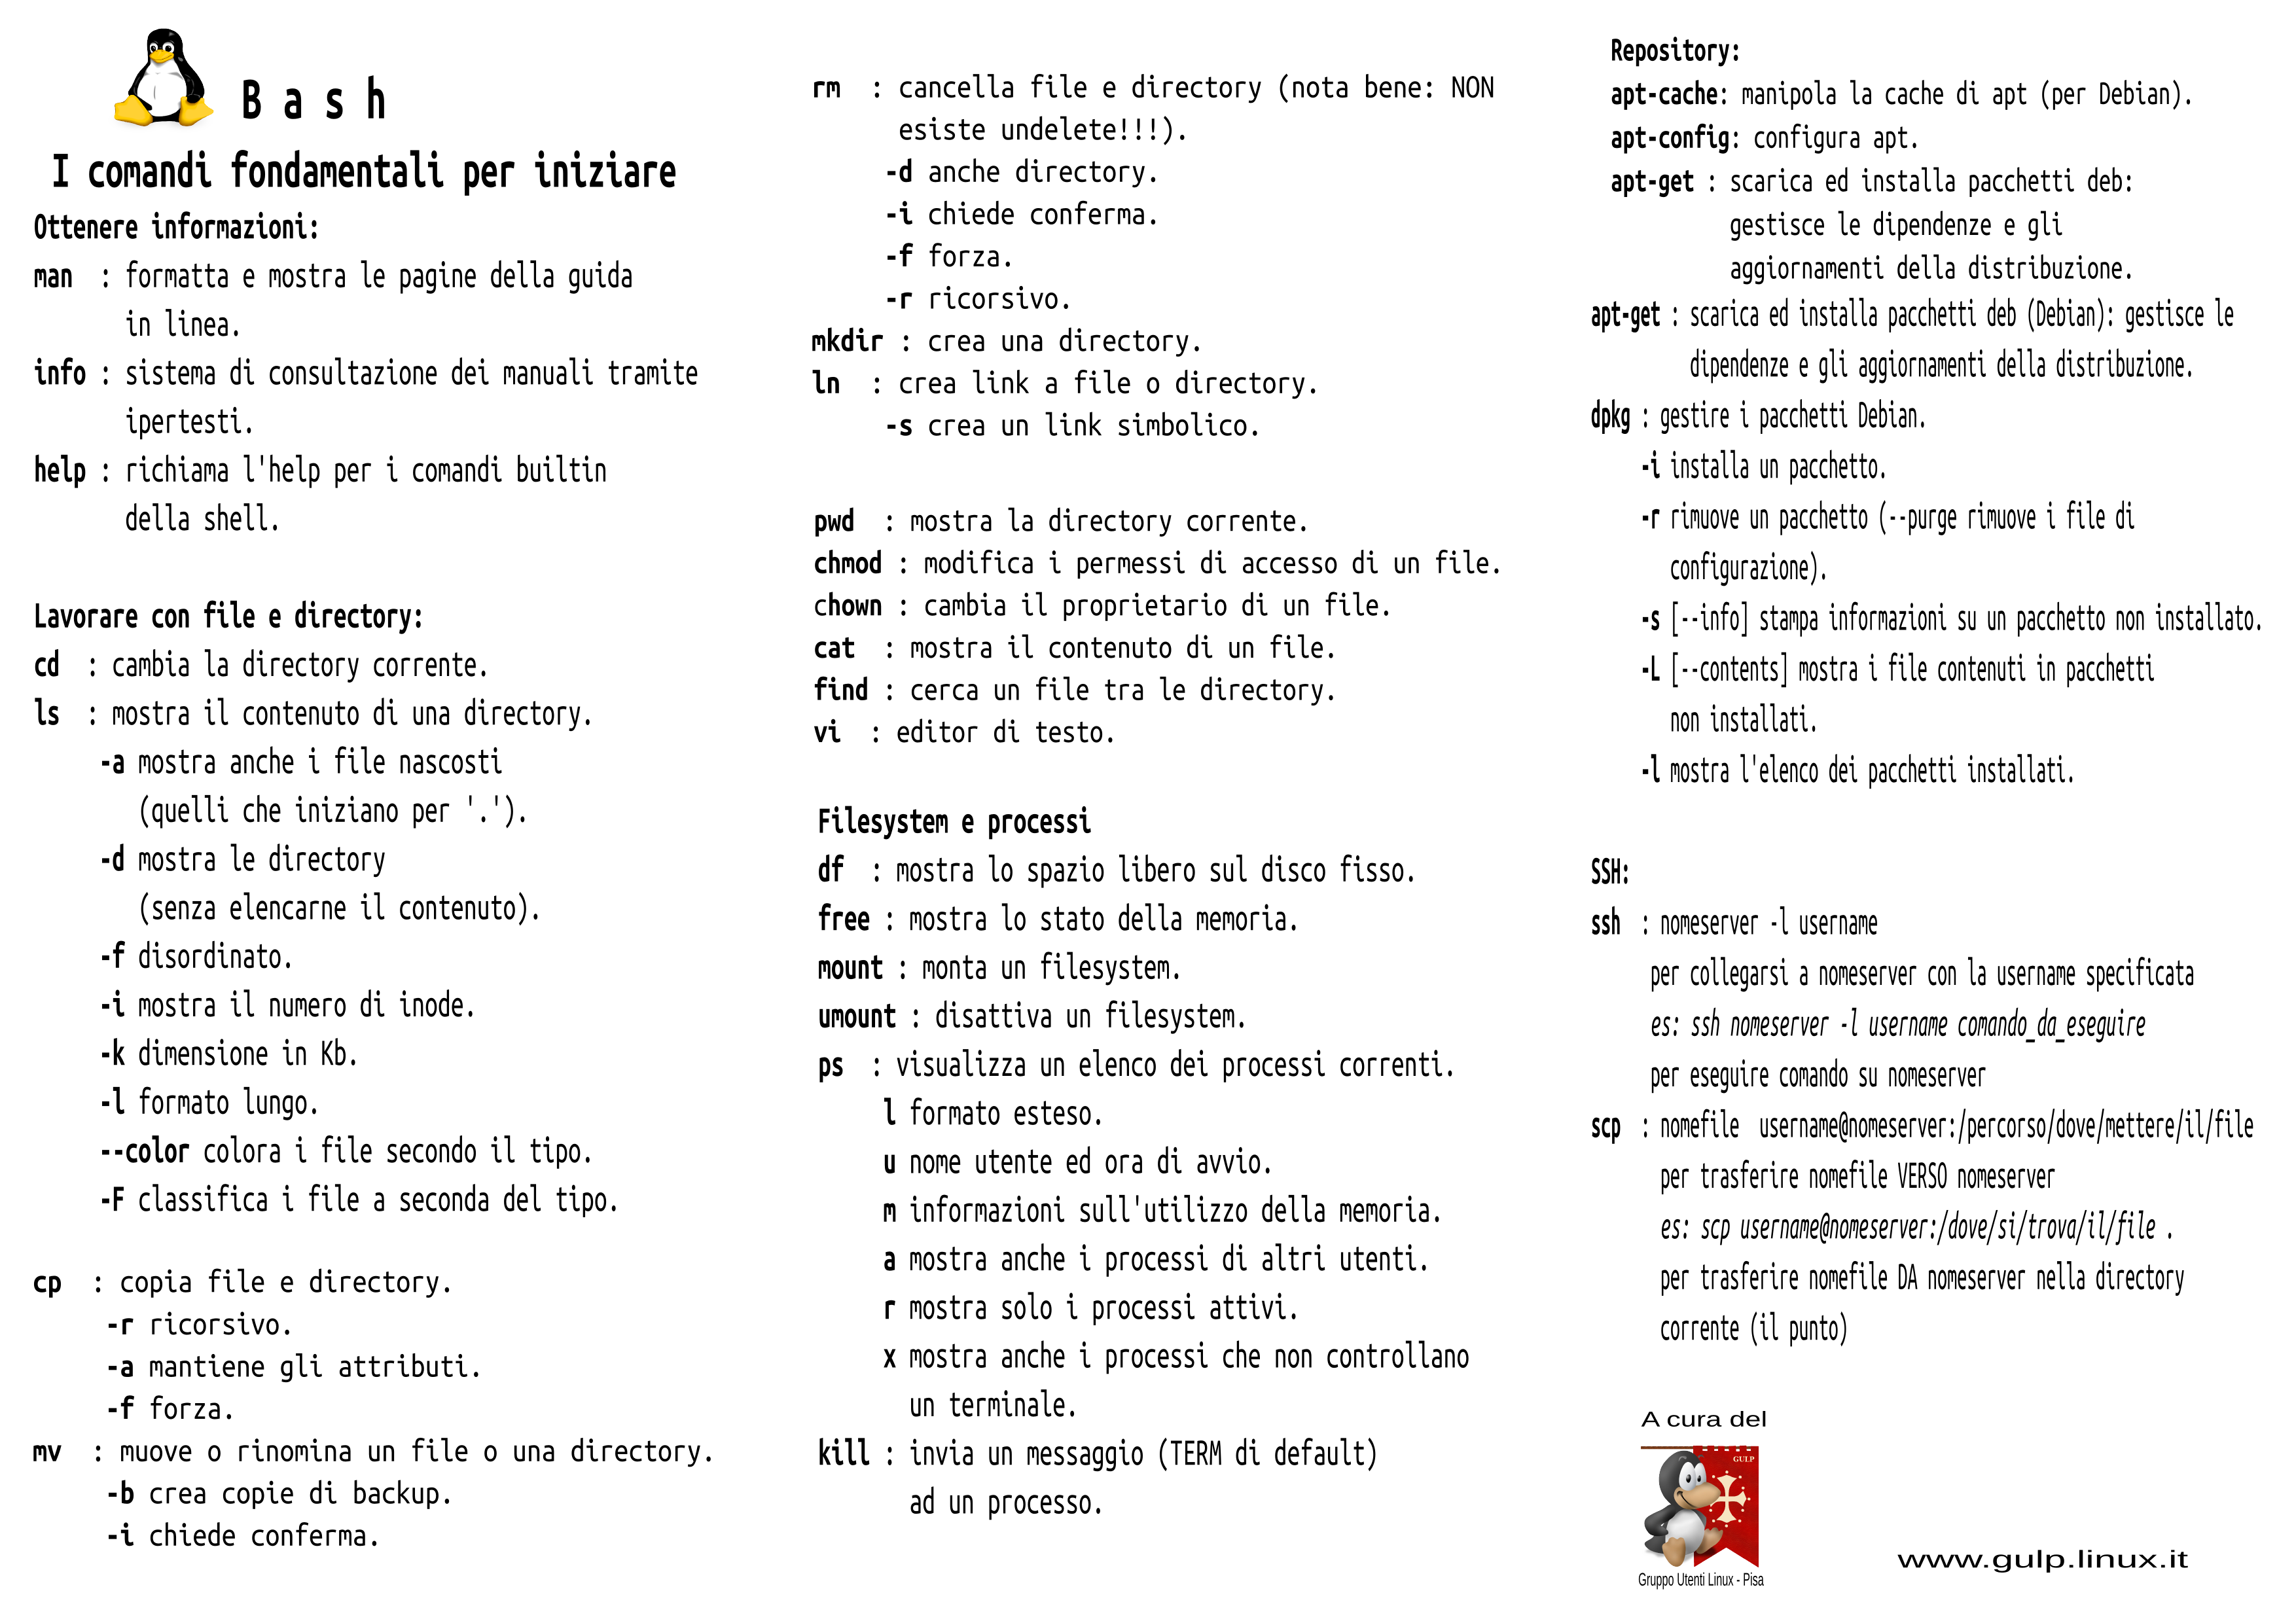 Bash
I comandi fondamentali per iniziare
Ottenere informazioni:
man : formatta e mostra le pagine della guida
in linea.
info : sistema di consultazione dei manuali tramite
ipertesti.
help : richiama l'help per i comandi builtin
della shell.
Lavorare con file e directory:
cd : cambia la directory corrente.
ls : mostra il contenuto di una directory.
-a mostra anche i file nascosti
(quelli che iniziano per '.').
-d mostra le directory
(senza elencarne il contenuto).
-f disordinato.
-i mostra il numero di inode.
-k dimensione in Kb.
-l formato lungo.
--color colora i file secondo il tipo.
-F classifica i file a seconda del tipo.
cp : copia file e directory.
-r ricorsivo.
-a mantiene gli attributi.
-f forza.
mv : muove o rinomina un file o una directory.
-b crea copie di backup.
-i chiede conferma.
rm : cancella file e directory (nota bene: NON
esiste undelete!!!).
-d anche directory.
-i chiede conferma.
-f forza.
-r ricorsivo.
mkdir : crea una directory.
ln : crea link a file o directory.
-s crea un link simbolico.
pwd : mostra la directory corrente.
chmod : modifica i permessi di accesso di un file.
chown : cambia il proprietario di un file.
cat : mostra il contenuto di un file.
find : cerca un file tra le directory.
vi : editor di testo.
Filesystem e processi
df : mostra lo spazio libero sul disco fisso.
free : mostra lo stato della memoria.
mount : monta un filesystem.
umount : disattiva un filesystem.
ps : visualizza un elenco dei processi correnti.
l formato esteso.
u nome utente ed ora di avvio.
m informazioni sull'utilizzo della memoria.
a mostra anche i processi di altri utenti.
r mostra solo i processi attivi.
x mostra anche i processi che non controllano
un terminale.
kill : invia un messaggio (TERM di default)
ad un processo.
Repository:
apt-cache: manipola la cache di apt (per Debian).
apt-config: configura apt.
apt-get : scarica ed installa pacchetti deb:
gestisce le dipendenze e gli
aggiornamenti della distribuzione.
apt-get : scarica ed installa pacchetti deb (Debian): gestisce le
dipendenze e gli aggiornamenti della distribuzione.
dpkg : gestire i pacchetti Debian.
-i installa un pacchetto.
-r rimuove un pacchetto (--purge rimuove i file di
configurazione).
-s [--info] stampa informazioni su un pacchetto non installato.
-L [--contents] mostra i file contenuti in pacchetti
non installati.
-l mostra l'elenco dei pacchetti installati.
SSH:
ssh : nomeserver -l username
per collegarsi a nomeserver con la username specificata
es: ssh nomeserver -l username comando_da_eseguire
per eseguire comando su nomeserver
scp : nomefile username@nomeserver:/percorso/dove/mettere/il/file
per trasferire nomefile VERSO nomeserver
es: scp username@nomeserver:/dove/si/trova/il/file .
per trasferire nomefile DA nomeserver nella directory
corrente (il punto)
A cura del
GULP
Gruppo Utenti Linux - Pisa
www.gulp.linux.it